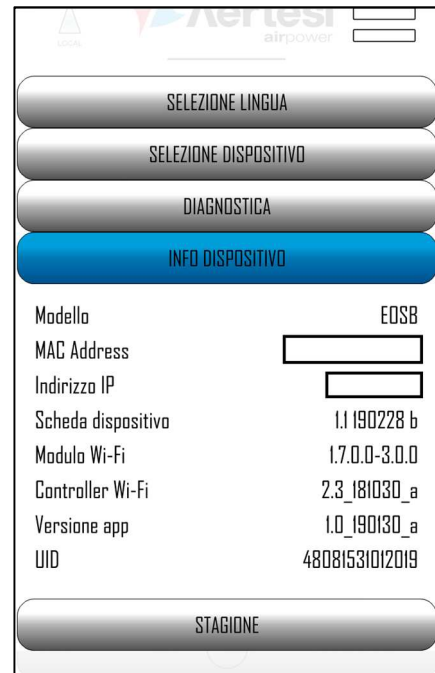 LOCAL
Aertesi
airpower
SELEZIONE LINGUA
SELEZIONE DISPOSITIVO
DIAGNOSTICA
INFO DISPOSITIVO
Modello EOSB
MAC Address
Indirizzo IP
Scheda dispositivo 1.1 190228 b
Modulo Wi-Fi 1.7.0.0-3.0.0
Controller Wi-Fi 2.3_181030_a
Versione app 1.0_190130_a
UID 48081531012019
STAGIONE